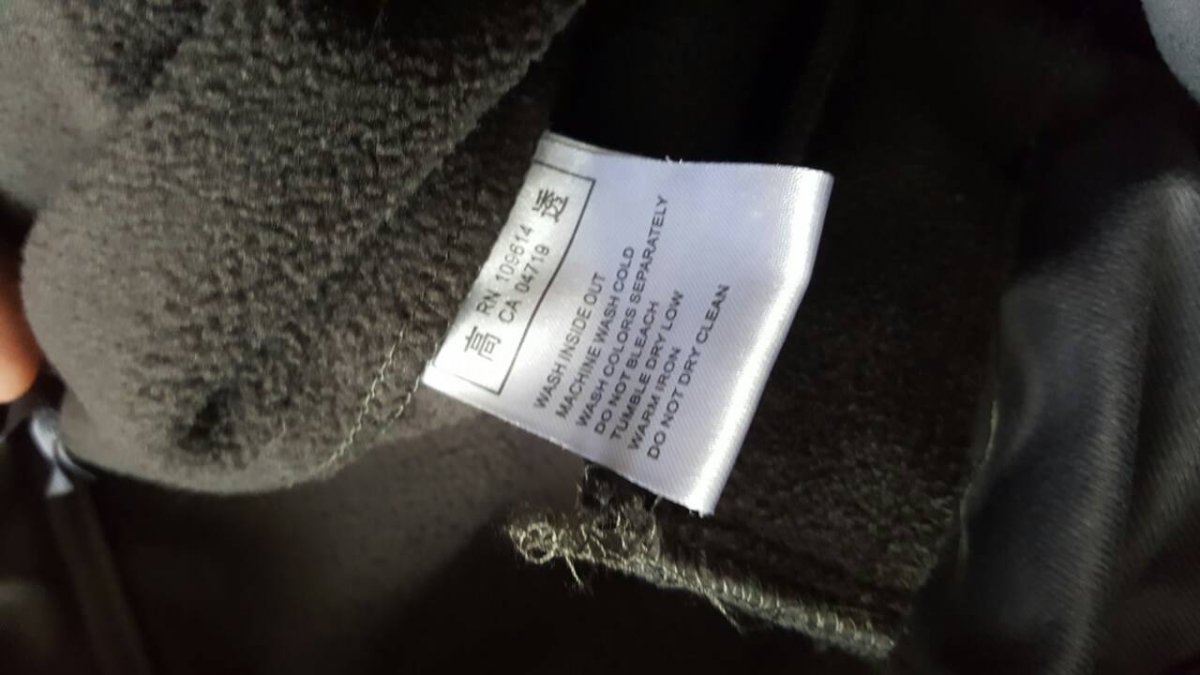 高 RN 109614 透
CA 04719
WASH INSIDE OUT
MACHINE WASH COLD
WASH COLORS SEPARATELY
DO NOT BLEACH
TUMBLE DRY LOW
WARM IRON
DO NOT DRY CLEAN